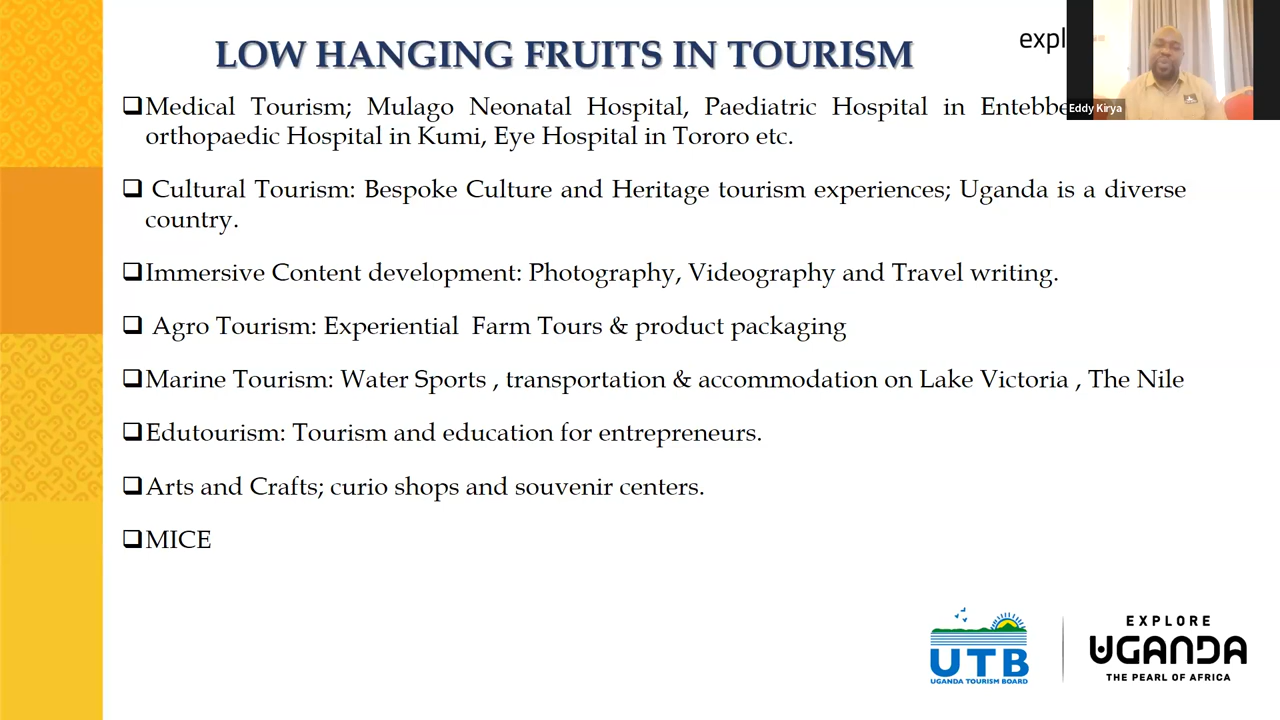 LOW HANGING FRUITS IN TOURISM
expl
Eddy Kirya
❑Medical Tourism; Mulago Neonatal Hospital, Paediatric Hospital in Entebbe
orthopaedic Hospital in Kumi, Eye Hospital in Tororo etc.
❑ Cultural Tourism: Bespoke Culture and Heritage tourism experiences; Uganda is a diverse
country.
❑Immersive Content development: Photography, Videography and Travel writing.
❑ Agro Tourism: Experiential Farm Tours & product packaging
❑Marine Tourism: Water Sports , transportation & accommodation on Lake Victoria , The Nile
❑Edutourism: Tourism and education for entrepreneurs.
❑Arts and Crafts; curio shops and souvenir centers.
❑MICE
UTB
UGANDA TOURISM BOARD
EXPLORE
UGANDA
THE PEARL OF AFRICA